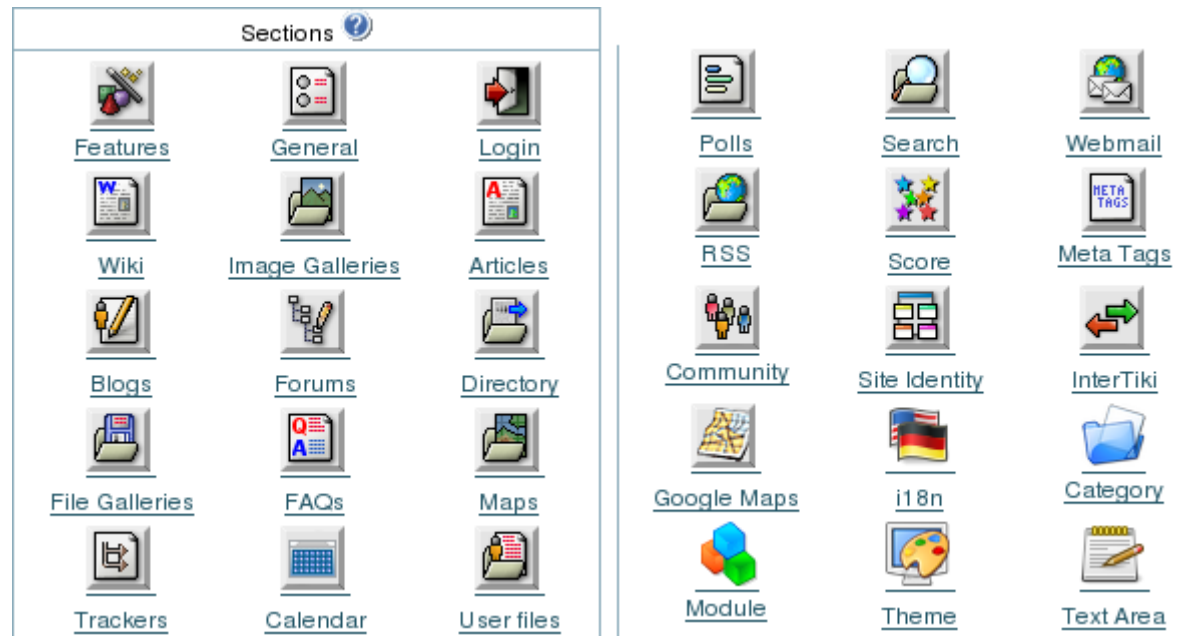 Sections ?
Features General Login
W A
Wiki Image Galleries Articles
Blogs Forums Directory
Q
A
File Galleries FAQs Maps
Trackers Calendar User files
Polls Search Webmail
META
TAGS
RSS Score Meta Tags
Community Site Identity InterTiki
Google Maps i18n Category
Module Theme Text Area